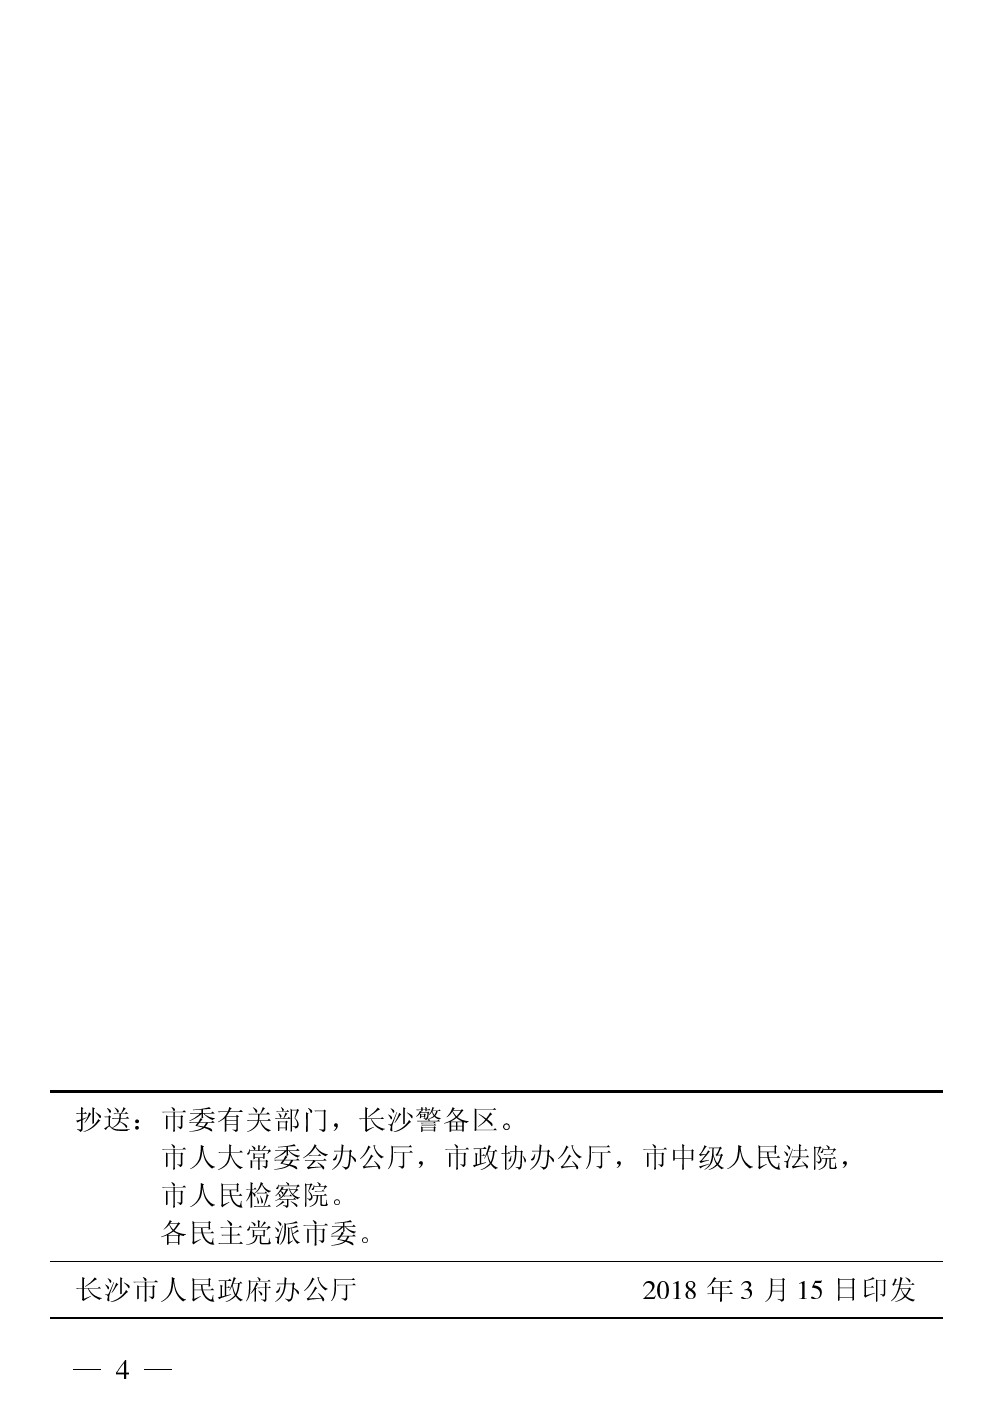 抄送：市委有关部门，长沙警备区。
市人大常委会办公厅，市政协办公厅，市中级人民法院，
市人民检察院。
各民主党派市委。
长沙市人民政府办公厅 2018 年 3 月 15 日印发
— 4 —